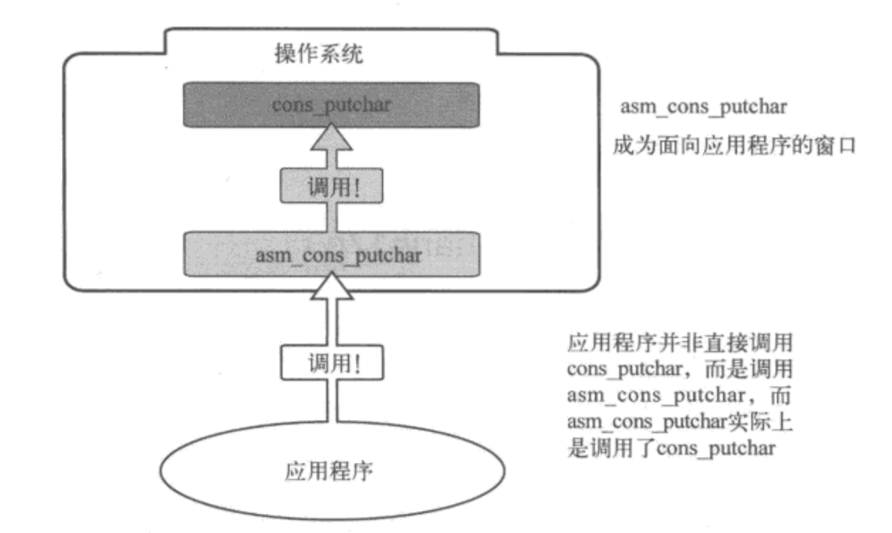 操作系统
cons_putchar
调用!
asm_cons_putchar
调用!
应用程序
asm_cons_putchar
成为面向应用程序的窗口
应用程序并非直接调用
cons_putchar，而是调用
asm_cons_putchar，而
asm_cons_putchar实际上
是调用了cons_putchar